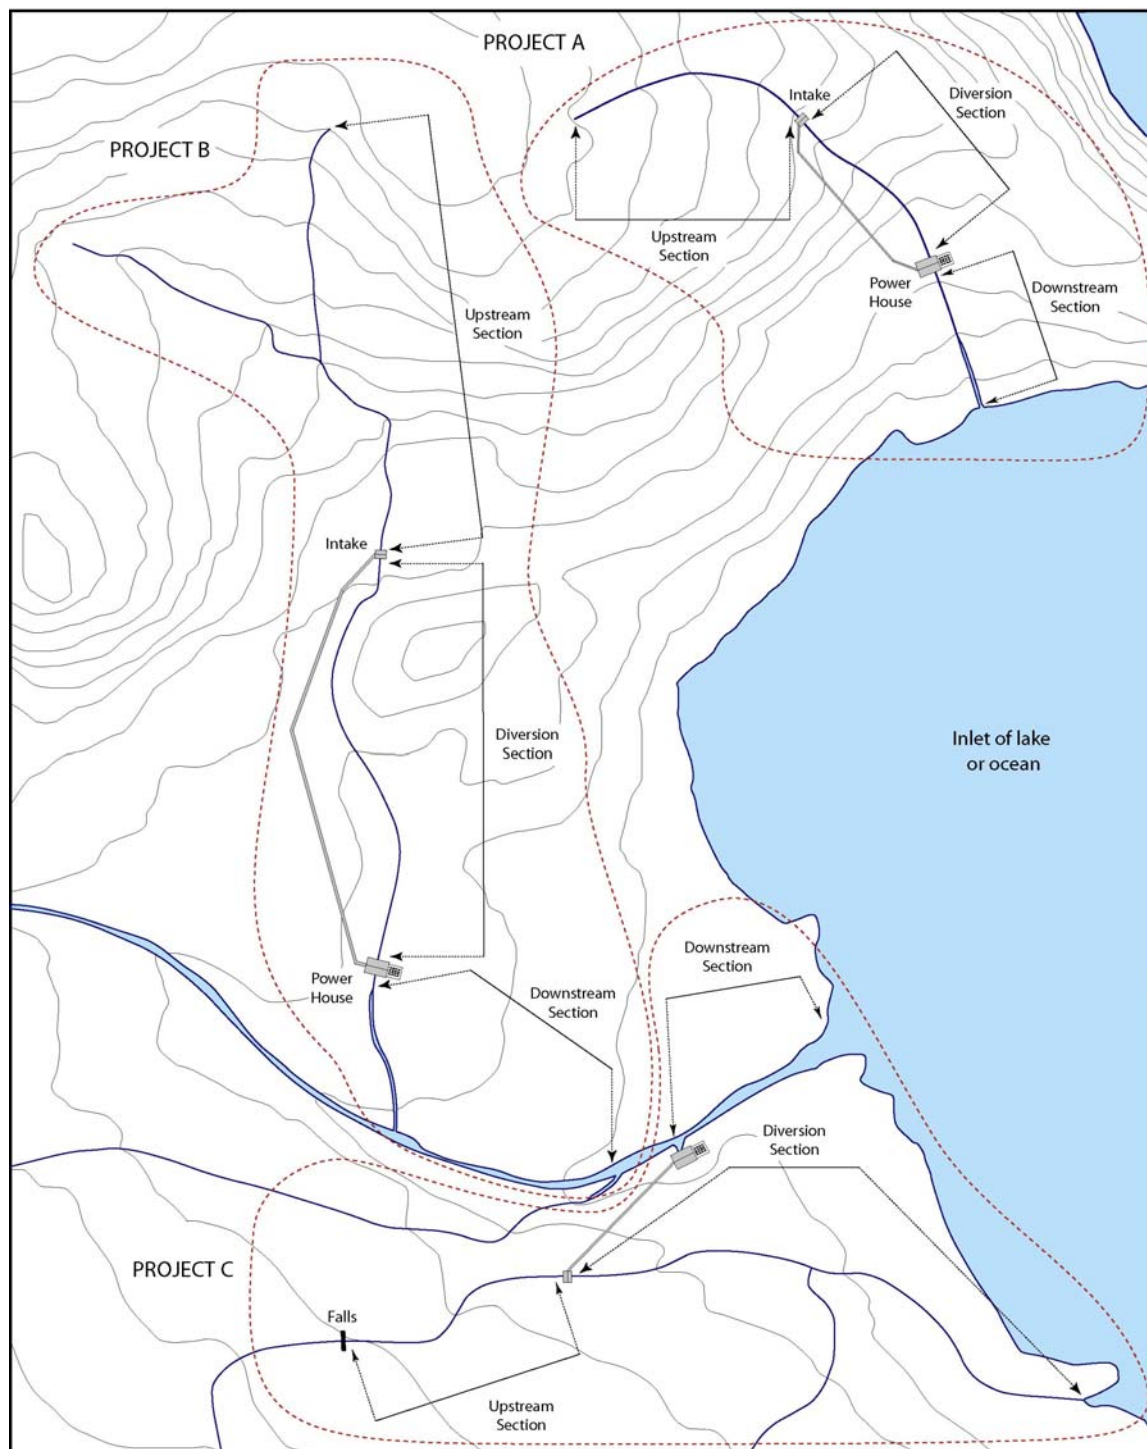 PROJECT A
Intake
Diversion
Section
PROJECT B
Upstream
Section
Power
House
Downstream
Section
Upstream
Section
Intake
Diversion
Section
Inlet of lake
or ocean
Downstream
Section
Power
House
Downstream
Section
Diversion
Section
PROJECT C
Falls
Upstream
Section